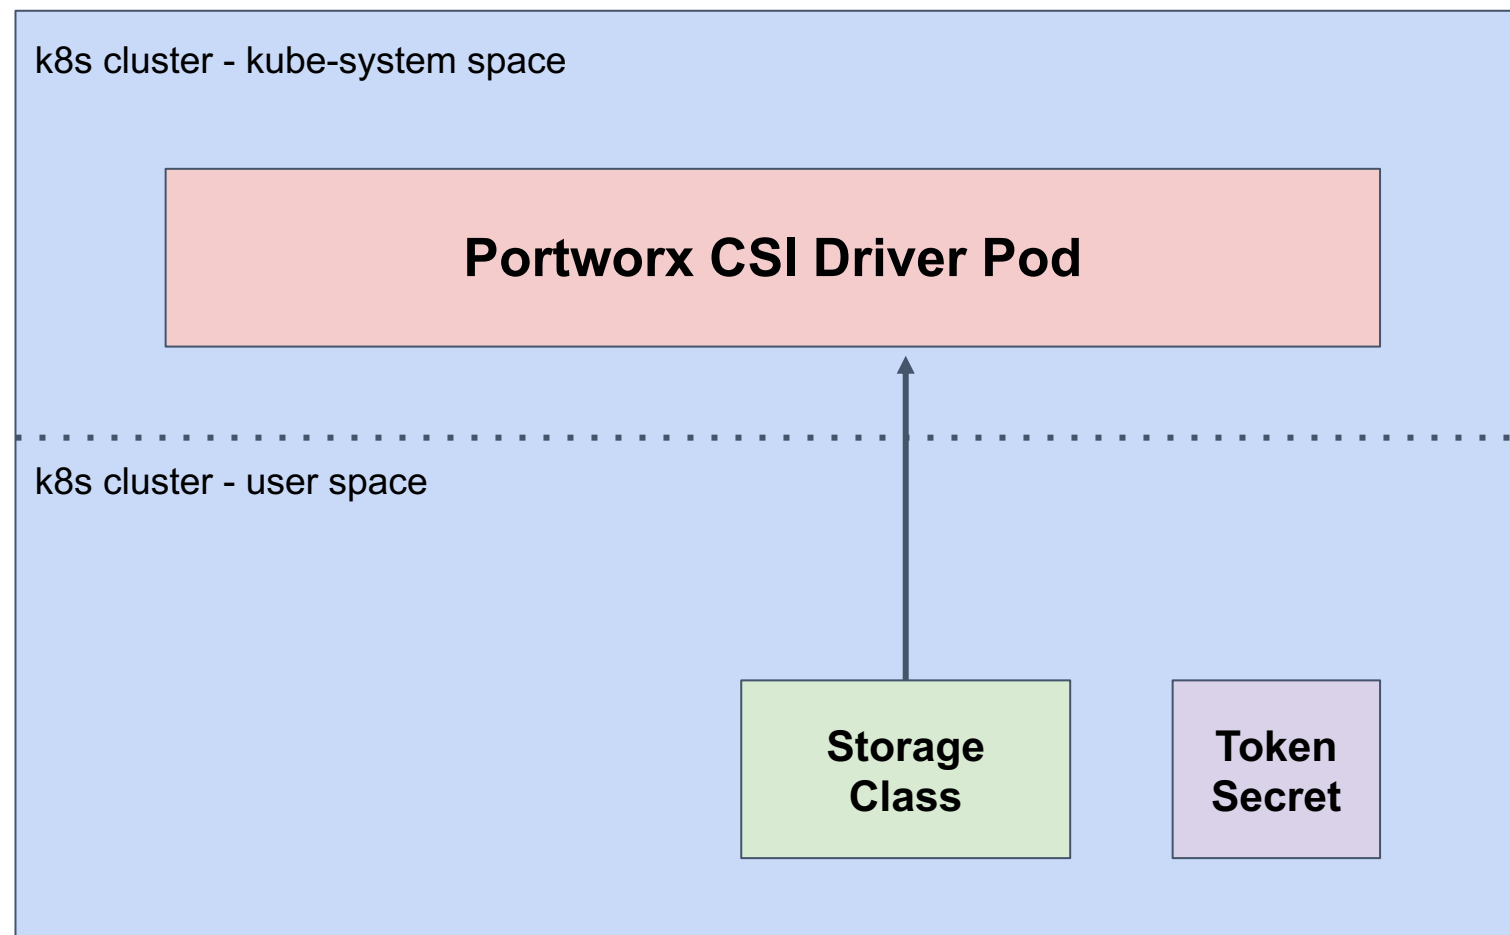 k8s cluster - kube-system space
Portworx CSI Driver Pod
k8s cluster - user space
Storage
Class
Token
Secret